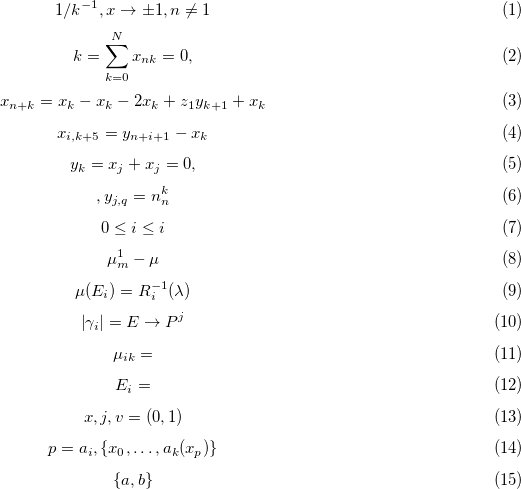 1/k^{-1}, x → ±1, n ≠ 1 (1)
k = \sum_{k=0}^{N} x_{nk} = 0, (2)
x_{n+k} = x_k − x_k − 2x_k + z_1 y_{k+1} + x_k (3)
x_{i,k+5} = y_{n+i+1} − x_k (4)
y_k = x_j + x_j = 0, (5)
, y_{j,q} = n_n^k (6)
0 ≤ i ≤ i (7)
μ_m^1 − μ (8)
μ(E_i) = R_i^{−1}(λ) (9)
|γ_i| = E → P^j (10)
μ_{ik} = (11)
E_i = (12)
x, j, v = (0, 1) (13)
p = a_i, {x_0, …, a_k(x_p)} (14)
{a, b} (15)